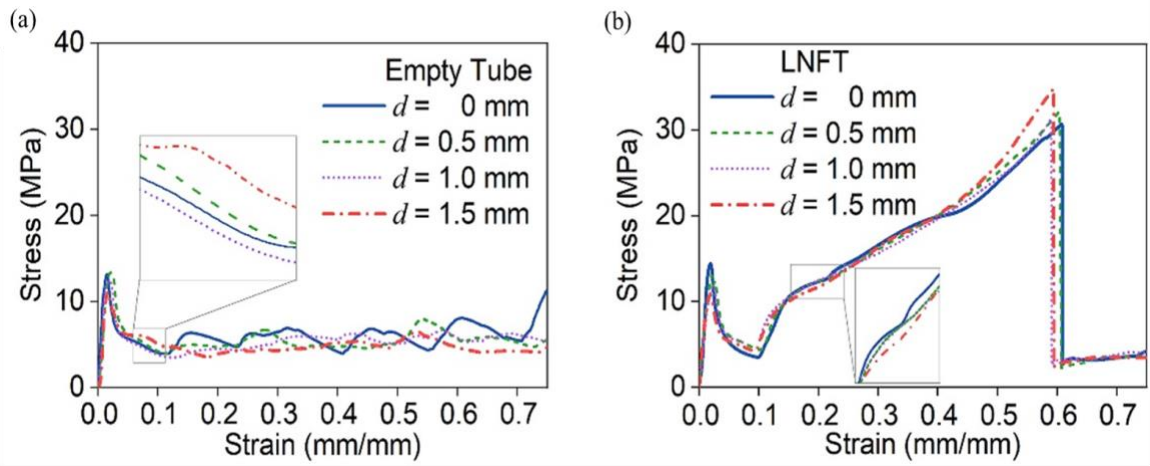 (a)
40
30
20
10
0
Stress (MPa)
Empty Tube
d = 0 mm
d = 0.5 mm
d = 1.0 mm
d = 1.5 mm
0.0 0.1 0.2 0.3 0.4 0.5 0.6 0.7
Strain (mm/mm)
(b)
40
30
20
10
0
Stress (MPa)
LNFT
d = 0 mm
d = 0.5 mm
d = 1.0 mm
d = 1.5 mm
0.0 0.1 0.2 0.3 0.4 0.5 0.6 0.7
Strain (mm/mm)